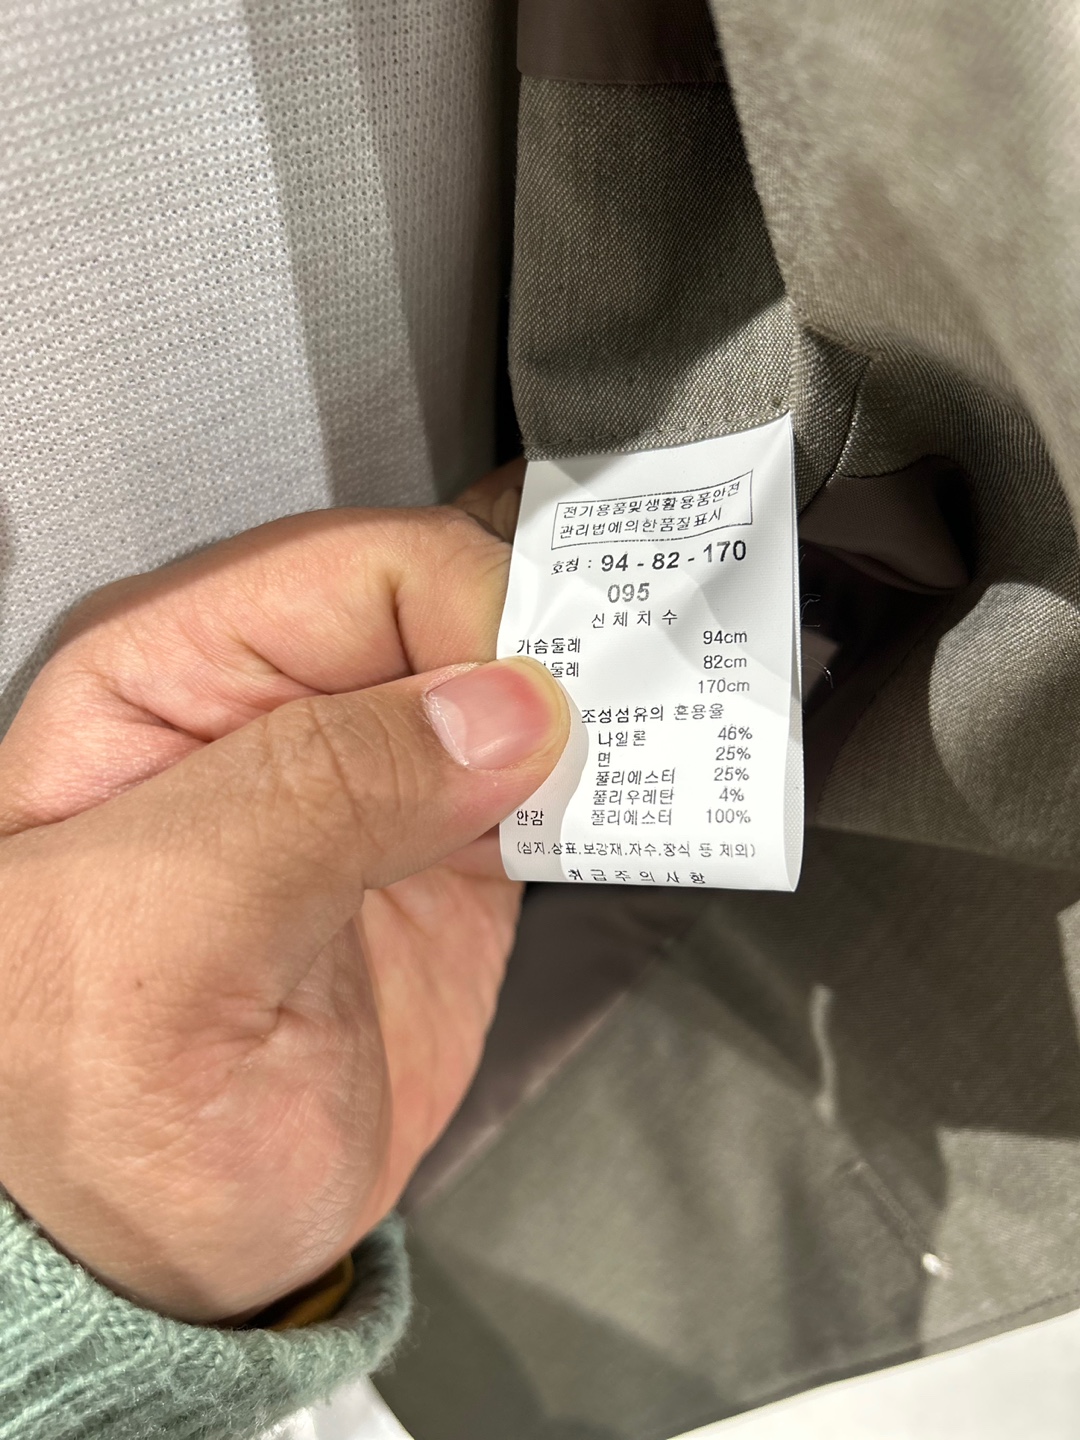 전기용품및생활용품안전
관리법에의한품질표시
호칭 : 94 - 82 - 170
095
신 체 치 수
가슴둘레 94cm
둘레 82cm
170cm
조성섬유의 혼용율
나일론 46%
면 25%
폴리에스터 25%
폴리우레탄 4%
안감 폴리에스터 100%
(심지.상표.보강재.자수.장식 등 제외)
취 급 주 의 사 항